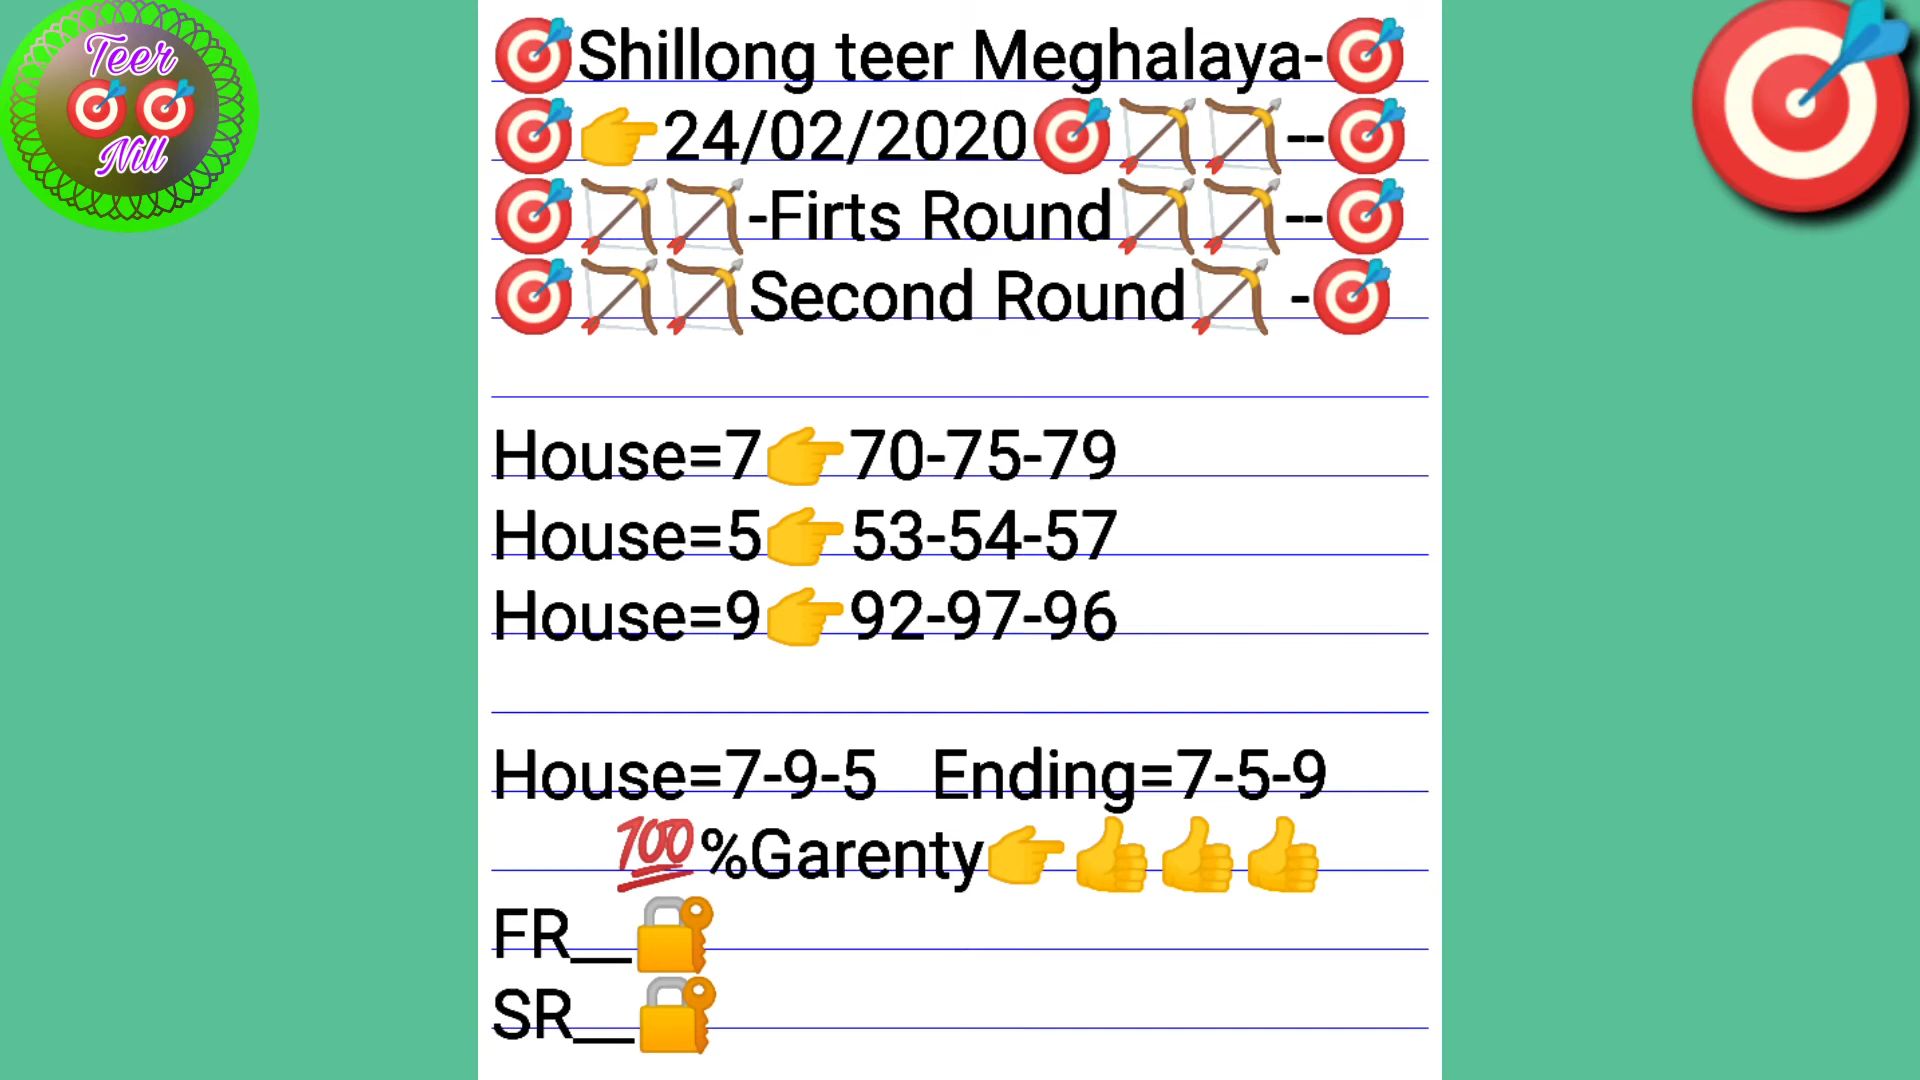 Teer
Nill
🎯Shillong teer Meghalaya-🎯
🎯👉24/02/2020🎯🏹🏹--🎯
🎯🏹🏹-Firts Round🏹🏹--🎯
🎯🏹🏹Second Round🏹 -🎯
House=7👉70-75-79
House=5👉53-54-57
House=9👉92-97-96
House=7-9-5 Ending=7-5-9
💯%Garenty👉👍👍👍
FR__🔐
SR__🔐